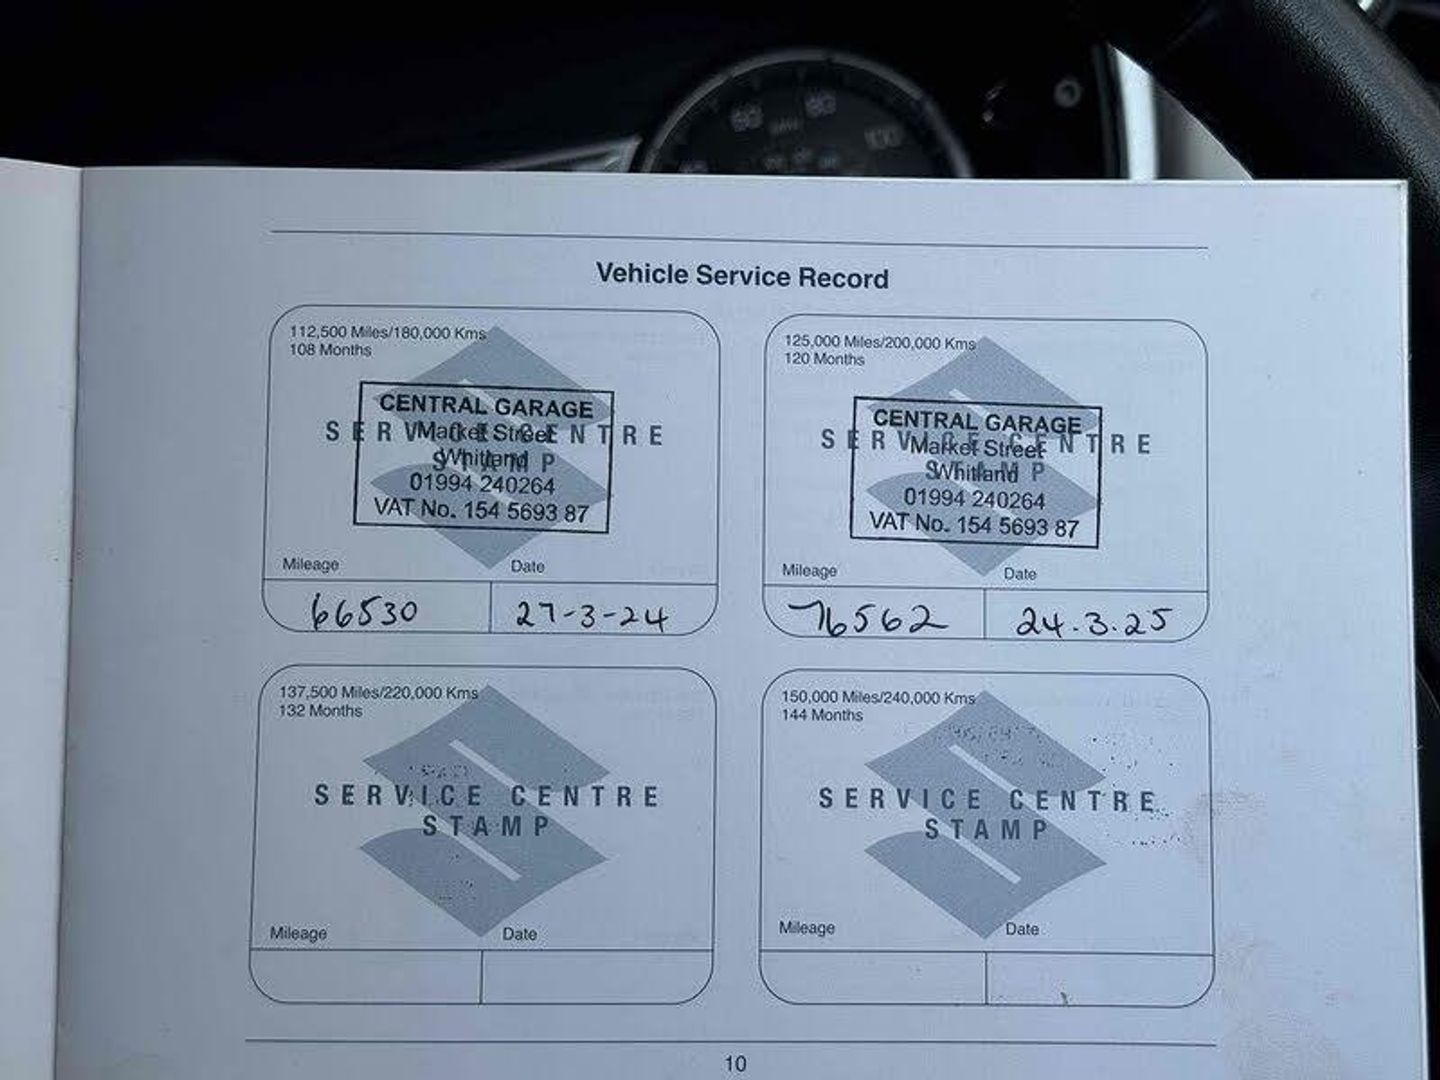 60 80 100
Vehicle Service Record
112,500 Miles/180,000 Kms
108 Months
SERVICE CENTRE
STAMP
CENTRAL GARAGE
Market Street
Whitland
01994 240264
VAT No. 154 5693 87
Mileage Date
66530 27-3-24
125,000 Miles/200,000 Kms
120 Months
SERVICE CENTRE
STAMP
CENTRAL GARAGE
Market Street
Whitland
01994 240264
VAT No. 154 5693 87
Mileage Date
76562 24.3.25
137,500 Miles/220,000 Kms
132 Months
SERVICE CENTRE
STAMP
Mileage Date
150,000 Miles/240,000 Kms
144 Months
SERVICE CENTRE
STAMP
Mileage Date
10